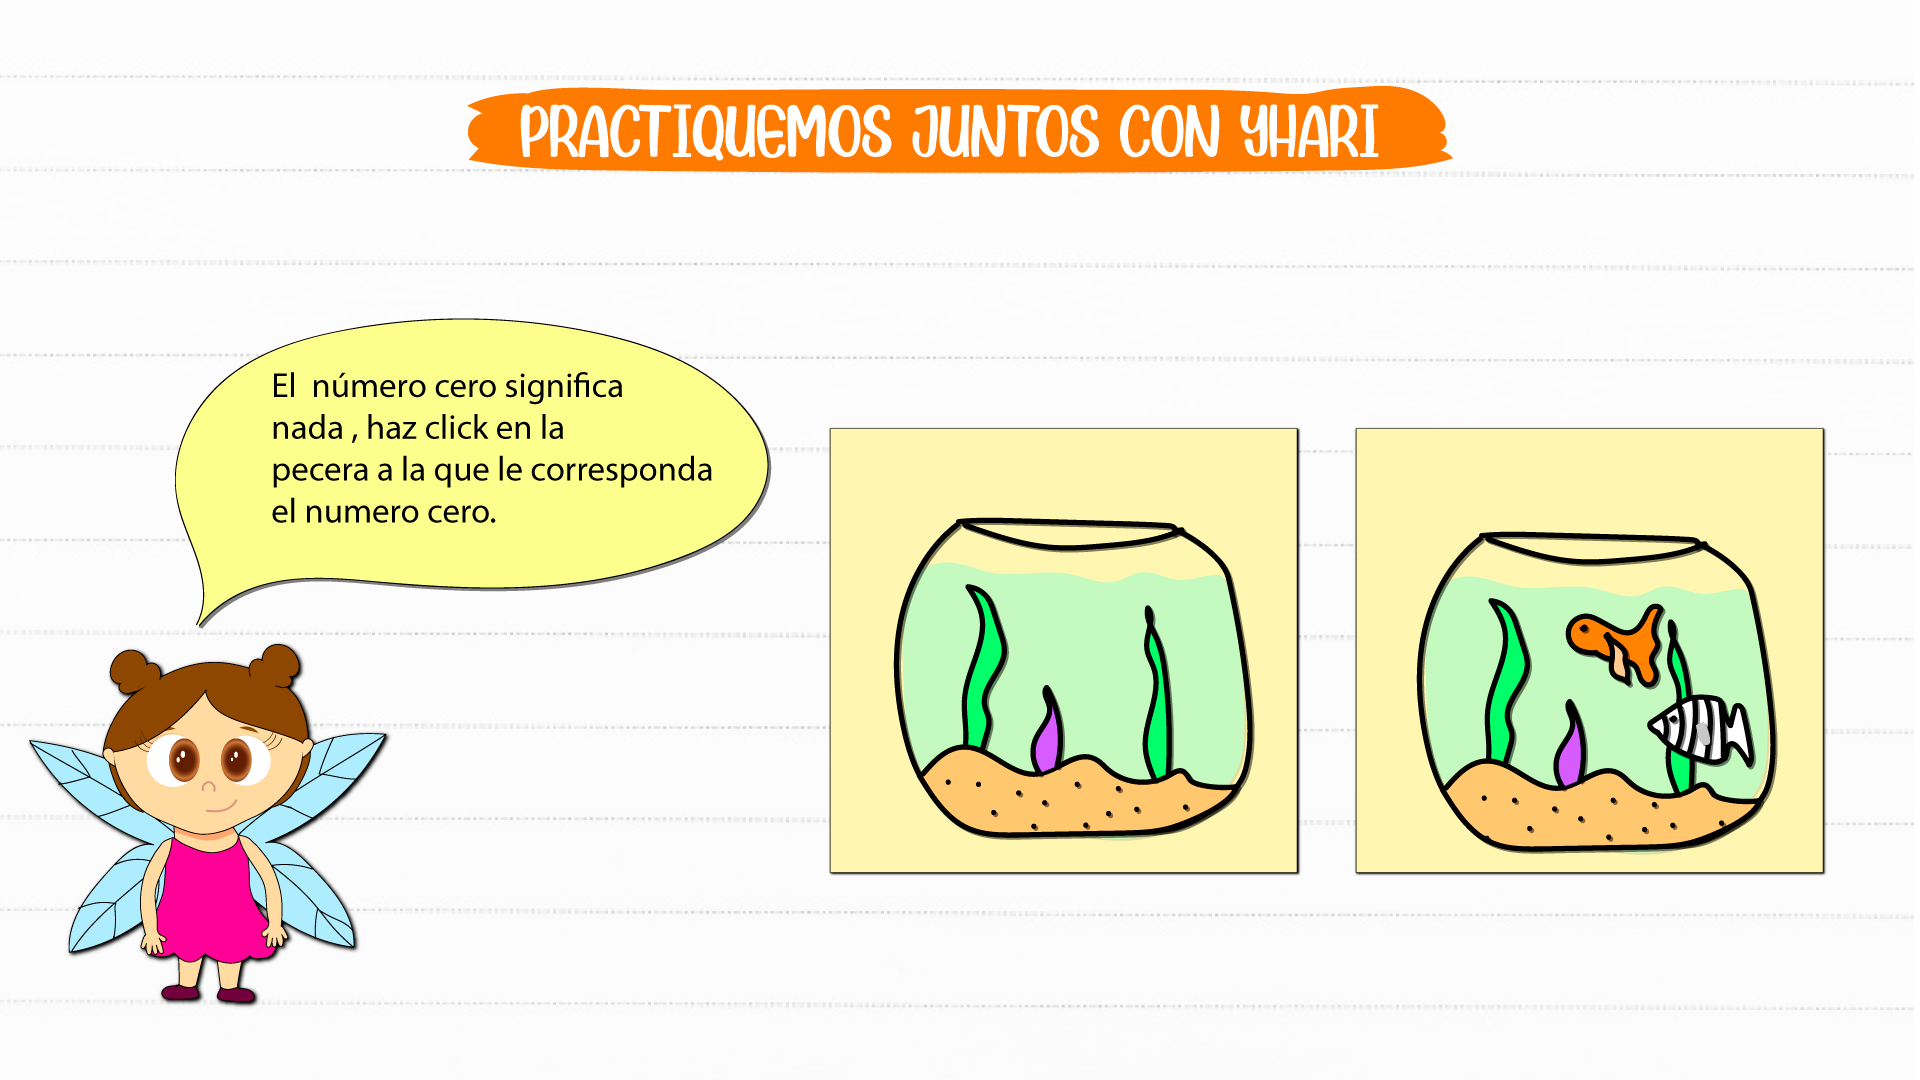 PRACTIQUEMOS JUNTOS CON YHARI
El  número cero significa
nada , haz click en la
pecera a la que le corresponda
el numero cero.